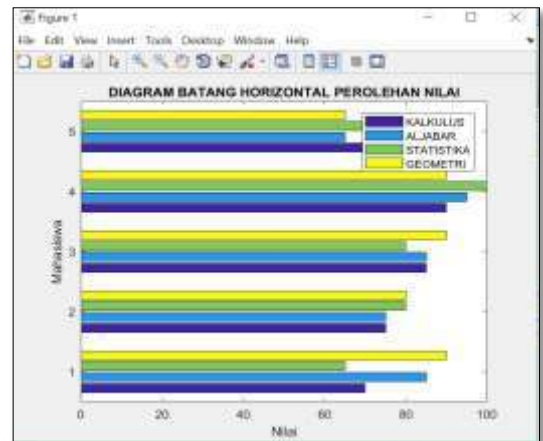 Figure 1
File Edit View Insert Tools Desktop Window Help
DIAGRAM BATANG HORIZONTAL PEROLEHAN NILAI
KALKULUS
ALJABAR
STATISTIKA
GEOMETRI
5
4
3
2
1
Mahasiswa
0 20 40 60 80 100
Nilai